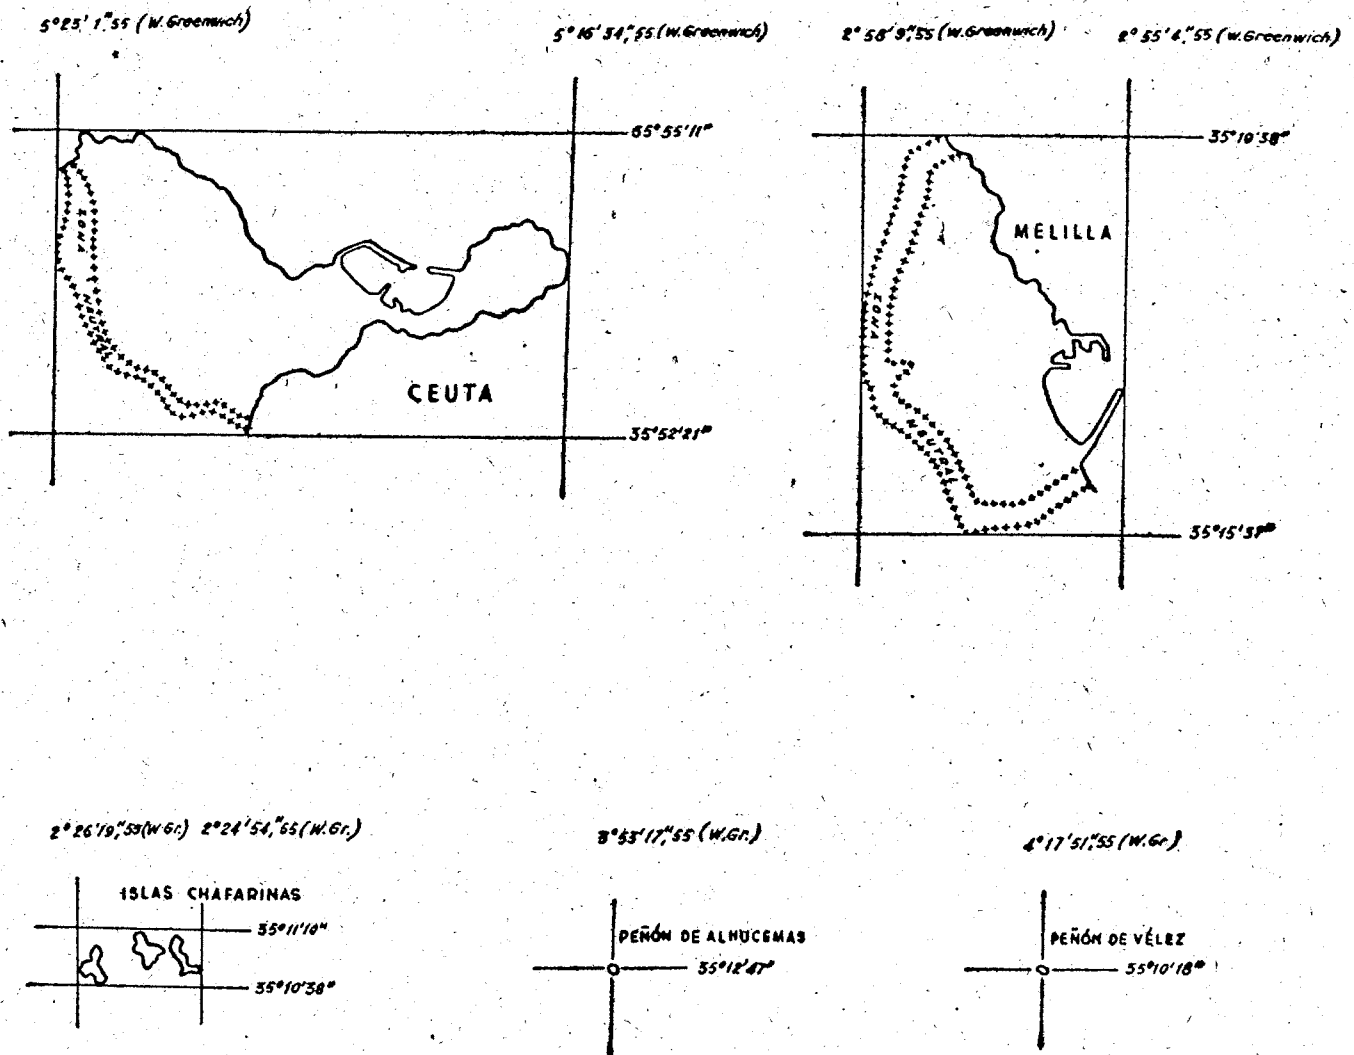 5°23'1,"55 (W.Greenwich)
5°16'34,"55 (W.Greenwich)
65°55'11"
ZONA
NEUTRAL
CEUTA
35°52'21"
2°58'9,"55 (W.Greenwich)
2°55'4,"55 (W.Greenwich)
35°19'38"
MELILLA
ZONA
NEUTRAL
35°15'37"
2°26'19,"55 (W.Gr.) 2°24'54,"55 (W.Gr.)
ISLAS CHAFARINAS
35°11'10"
35°10'38"
3°53'17,"55 (W.Gr.)
PEÑÓN DE ALHUCEMAS
35°12'47"
4°17'51,"55 (W.Gr.)
PEÑÓN DE VÉLEZ
35°10'18"